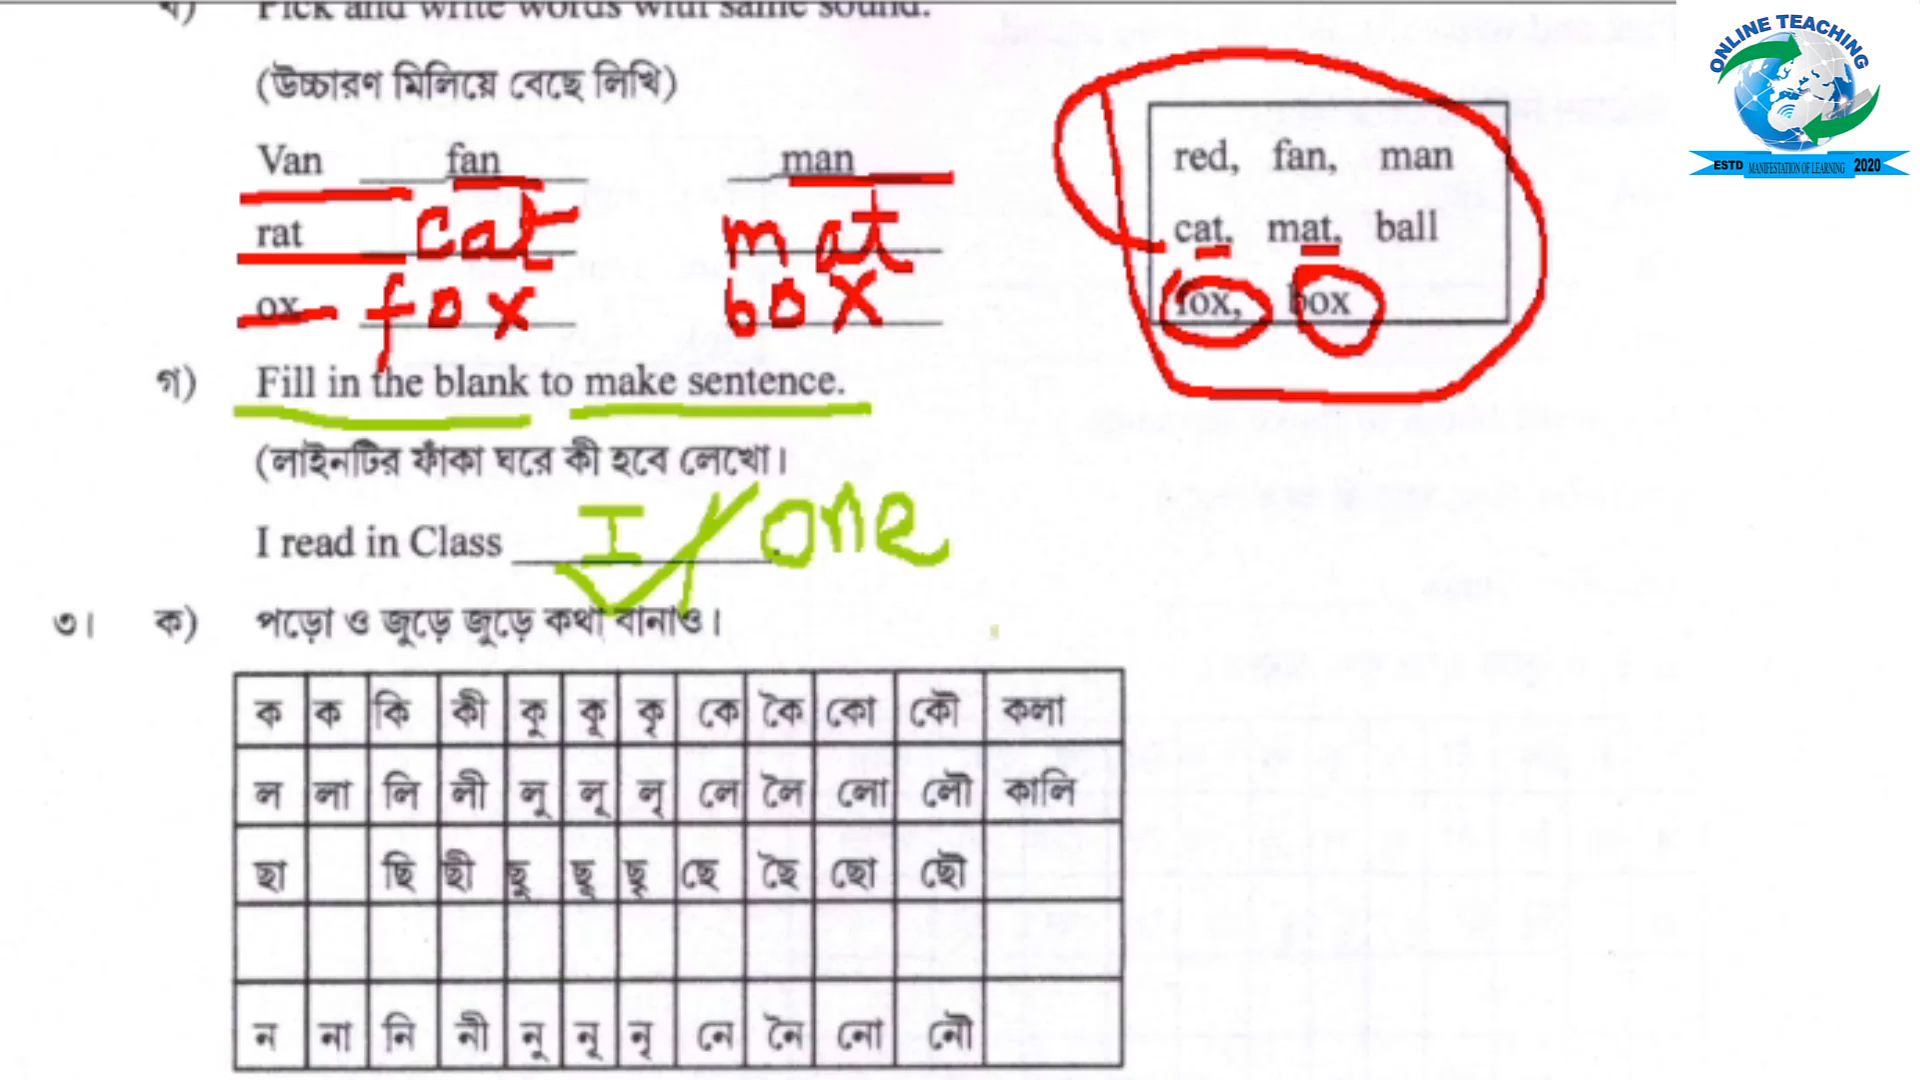 খ) Pick and write words with same sound.
(উচ্চারণ মিলিয়ে বেছে লিখি)
Van fan man
rat cat mat
ox fox box
red, fan, man
cat, mat, ball
fox, box
গ) Fill in the blank to make sentence.
(লাইনটির ফাঁকা ঘরে কী হবে লেখো।
I read in Class I / one
৩। ক) পড়ো ও জুড়ে জুড়ে কথা বানাও।
ক ক কি কী কু কূ কৃ কে কৈ কো কৌ কলা
ল লা লি লী লু লূ লৃ লে লৈ লো লৌ কালি
ছা ছি ছী ছু ছূ ছৃ ছে ছৈ ছো ছৌ
ন না নি নী নু নূ নৃ নে নৈ নো নৌ
ONLINE TEACHING
ESTD MANIFESTATION OF LEARNING 2020